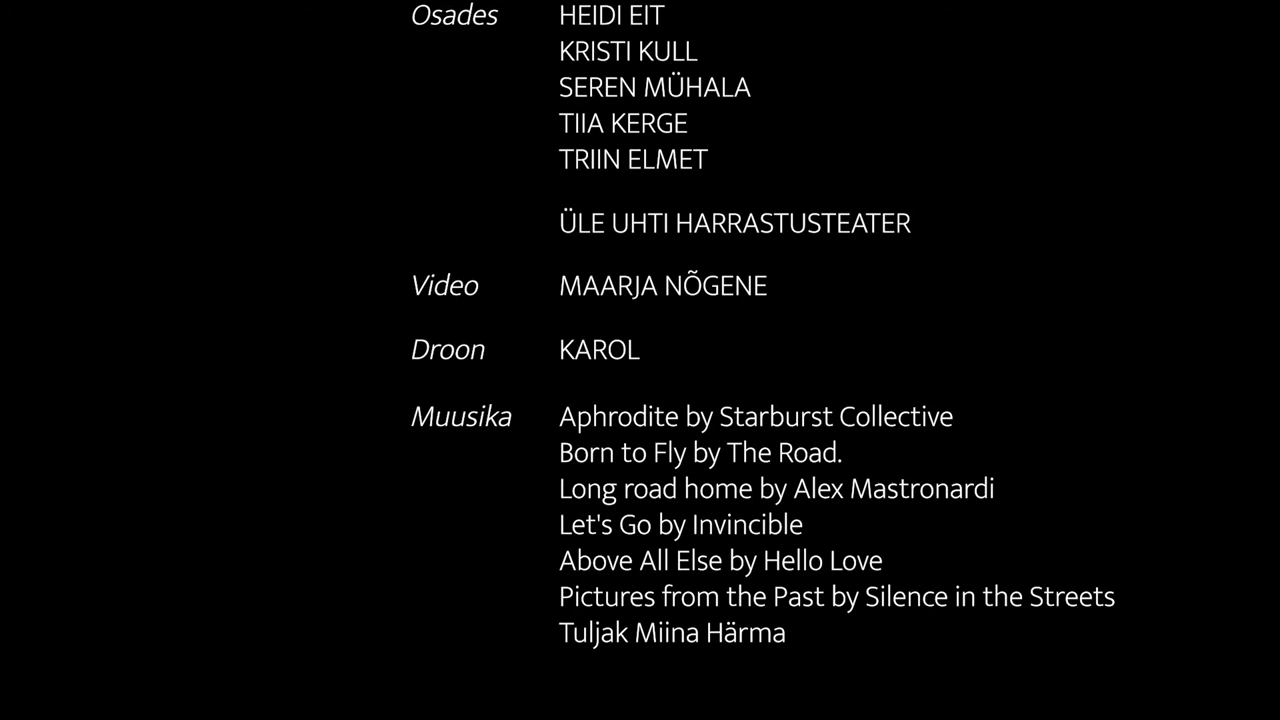 Osades HEIDI EIT
KRISTI KULL
SEREN MÜHALA
TIIA KERGE
TRIIN ELMET
ÜLE UHTI HARRASTUSTEATER
Video MAARJA NÕGENE
Droon KAROL
Muusika Aphrodite by Starburst Collective
Born to Fly by The Road.
Long road home by Alex Mastronardi
Let's Go by Invincible
Above All Else by Hello Love
Pictures from the Past by Silence in the Streets
Tuljak Miina Härma